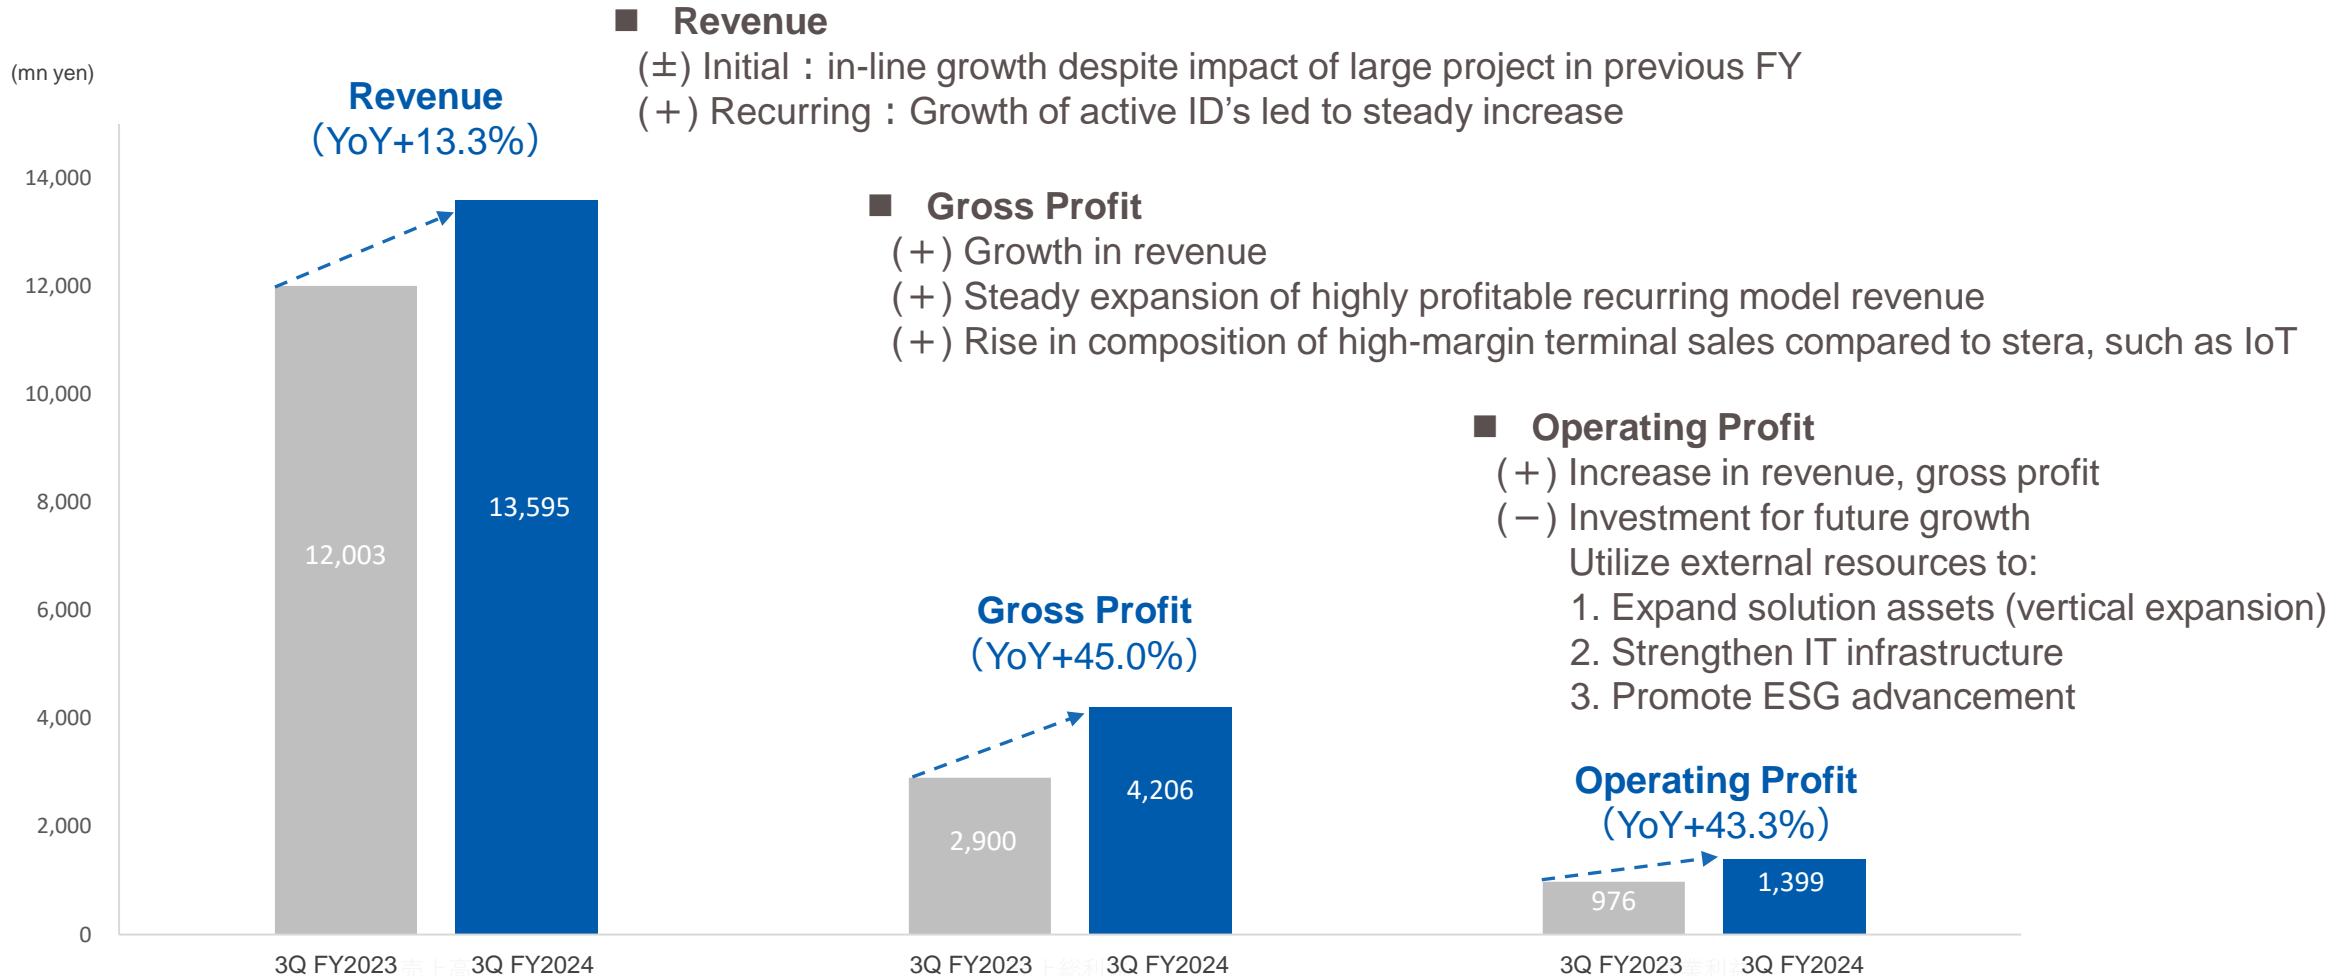 ■ Revenue
(±) Initial：in-line growth despite impact of large project in previous FY
(＋) Recurring：Growth of active ID's led to steady increase
(mn yen)
Revenue
（YoY+13.3%）
■ Gross Profit
(＋) Growth in revenue
(＋) Steady expansion of highly profitable recurring model revenue
(＋) Rise in composition of high-margin terminal sales compared to stera, such as IoT
■ Operating Profit
(＋) Increase in revenue, gross profit
(－) Investment for future growth
Utilize external resources to:
1. Expand solution assets (vertical expansion)
2. Strengthen IT infrastructure
3. Promote ESG advancement
Gross Profit
（YoY+45.0%）
Operating Profit
（YoY+43.3%）
14,000
12,000
10,000
8,000
6,000
4,000
2,000
0
12,003
13,595
2,900
4,206
976
1,399
3Q FY2023 売上高 3Q FY2024
3Q FY2023 3Q FY2024
3Q FY2023 3Q FY2024